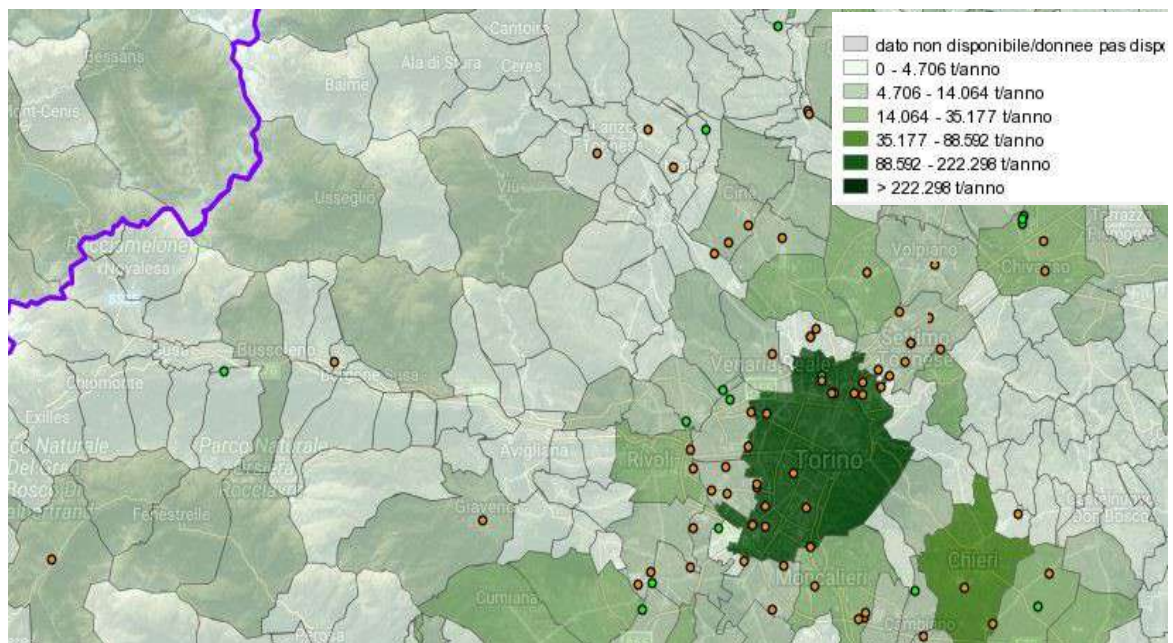 Cantoira
Bessans
Ala di Stura
Ceres
Balme
Mont-Cenis
Lanzo
Usseglio
Viù
Ciriè
Rocciamelone
Novalesa
Volpiano
Chivasso
Bussoleno
Venaria Reale
Settimo
Torinese
Chiomonte
Exilles
Parco Naturale
Avigliana
Rivoli
Torino
Fenestrelle
Giaveno
Chieri
Moncalieri
Cumiana
Cambiano
dato non disponibile/donnee pas dispo
0 - 4.706 t/anno
4.706 - 14.064 t/anno
14.064 - 35.177 t/anno
35.177 - 88.592 t/anno
88.592 - 222.298 t/anno
> 222.298 t/anno